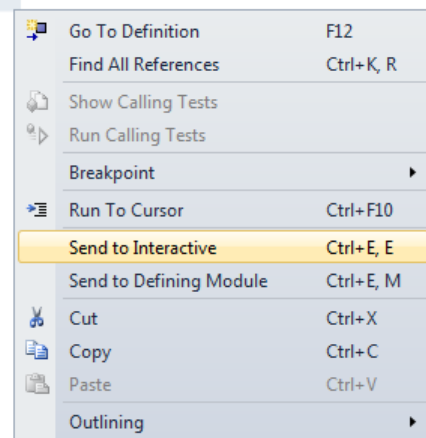 Go To Definition F12
Find All References Ctrl+K, R
Show Calling Tests
Run Calling Tests
Breakpoint
Run To Cursor Ctrl+F10
Send to Interactive Ctrl+E, E
Send to Defining Module Ctrl+E, M
Cut Ctrl+X
Copy Ctrl+C
Paste Ctrl+V
Outlining